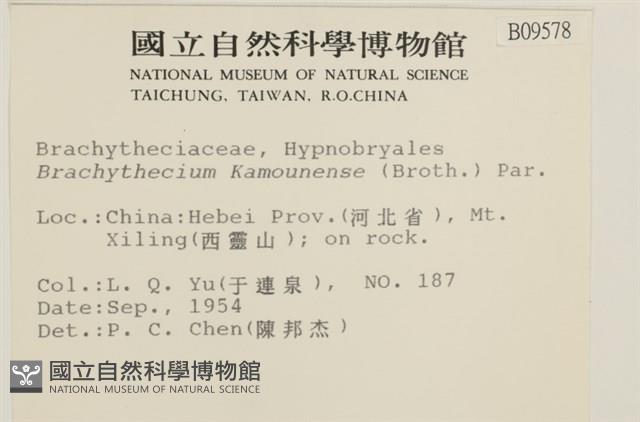 國立自然科學博物館
B09578
NATIONAL MUSEUM OF NATURAL SCIENCE
TAICHUNG, TAIWAN, R.O.CHINA
Brachytheciaceae, Hypnobryales
Brachythecium Kamounense (Broth.) Par.
Loc.:China:Hebei Prov.(河北省), Mt.
Xiling(西靈山); on rock.
Col.:L. Q. Yu(于連泉), NO. 187
Date:Sep., 1954
Det.:P. C. Chen(陳邦杰)
國立自然科學博物館
NATIONAL MUSEUM OF NATURAL SCIENCE